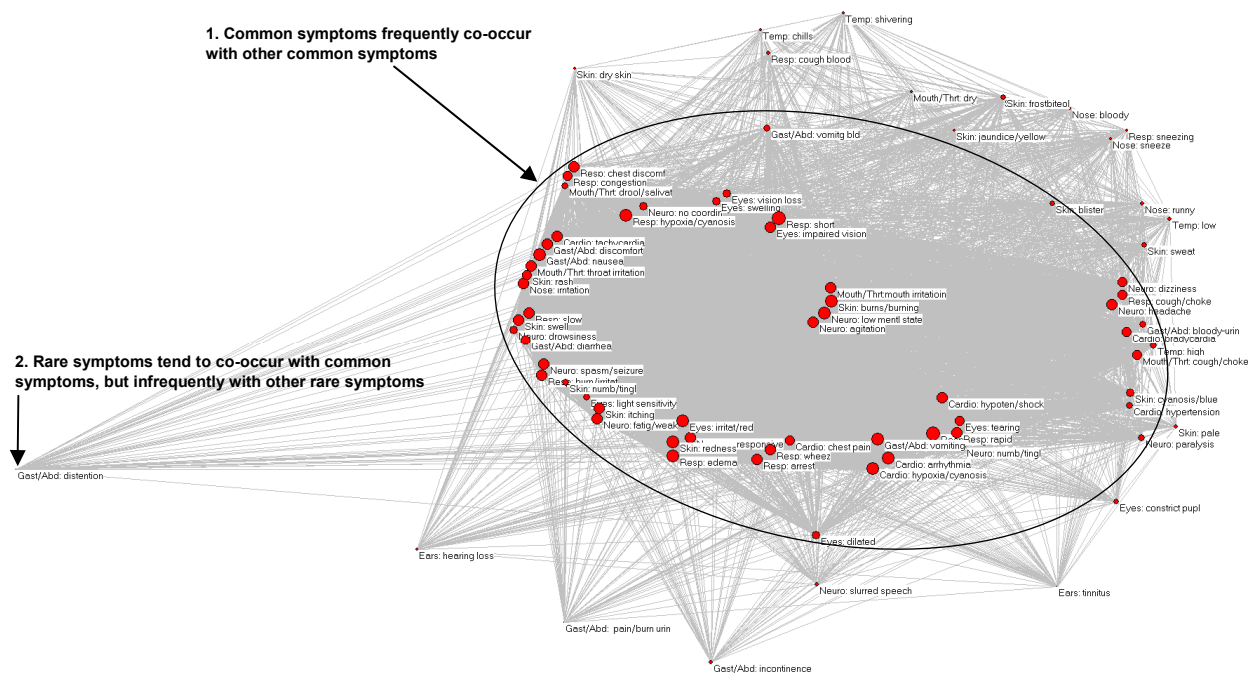 1. Common symptoms frequently co-occur
with other common symptoms
Temp: shivering
Temp: chills
Resp: cough blood
Skin: dry skin
Mouth/Thrt: dry
Skin: frostbiteol
Nose: bloody
Gast/Abd: vomitg bld
Skin: jaundice/yellow
Resp: sneezing
Nose: sneeze
Resp: chest discomf
Resp: congestion
Mouth/Thrt: drool/salivat
Eyes: vision loss
Eyes: swelling
Neuro: no coordin
Resp: hypoxia/cyanosis
Resp: short
Eyes: impaired vision
Skin: blister
Nose: runny
Temp: low
Cardio: tachycardia
Gast/Abd: discomfort
Gast/Abd: nausea
Mouth/Thrt: throat irritation
Skin: rash
Nose: irritation
Skin: sweat
Mouth/Thrt:mouth irritatioin
Skin: burns/burning
Neuro: low mentl state
Neuro: agitation
Neuro: dizziness
Resp: cough/choke
Neuro: headache
Resp: slow
Skin: swell
Neuro: drowsiness
Gast/Abd: diarrhea
Gast/Abd: bloody-urin
Cardio: bradycardia
Temp: high
Mouth/Thrt: cough/choke
2. Rare symptoms tend to co-occur with common
symptoms, but infrequently with other rare symptoms
Neuro: spasm/seizure
Resp: burn/irritat
Skin: numb/tingl
Eyes: light sensitivity
Skin: itching
Neuro: fatig/weak
Cardio: hypoten/shock
Skin: cyanosis/blue
Cardio: hypertension
Eyes: irritat/red
responsive
Skin: redness
Resp: edema
Cardio: chest pain
Resp: wheez
Resp: arrest
Gast/Abd: vomiting
Eyes: tearing
Resp: rapid
Neuro: numb/tingl
Cardio: arrhythmia
Cardio: hypoxia/cyanosis
Skin: pale
Neuro: paralysis
Gast/Abd: distention
Eyes: constrict pupl
Eyes: dilated
Ears: hearing loss
Neuro: slurred speech
Ears: tinnitus
Gast/Abd: pain/burn urin
Gast/Abd: incontinence